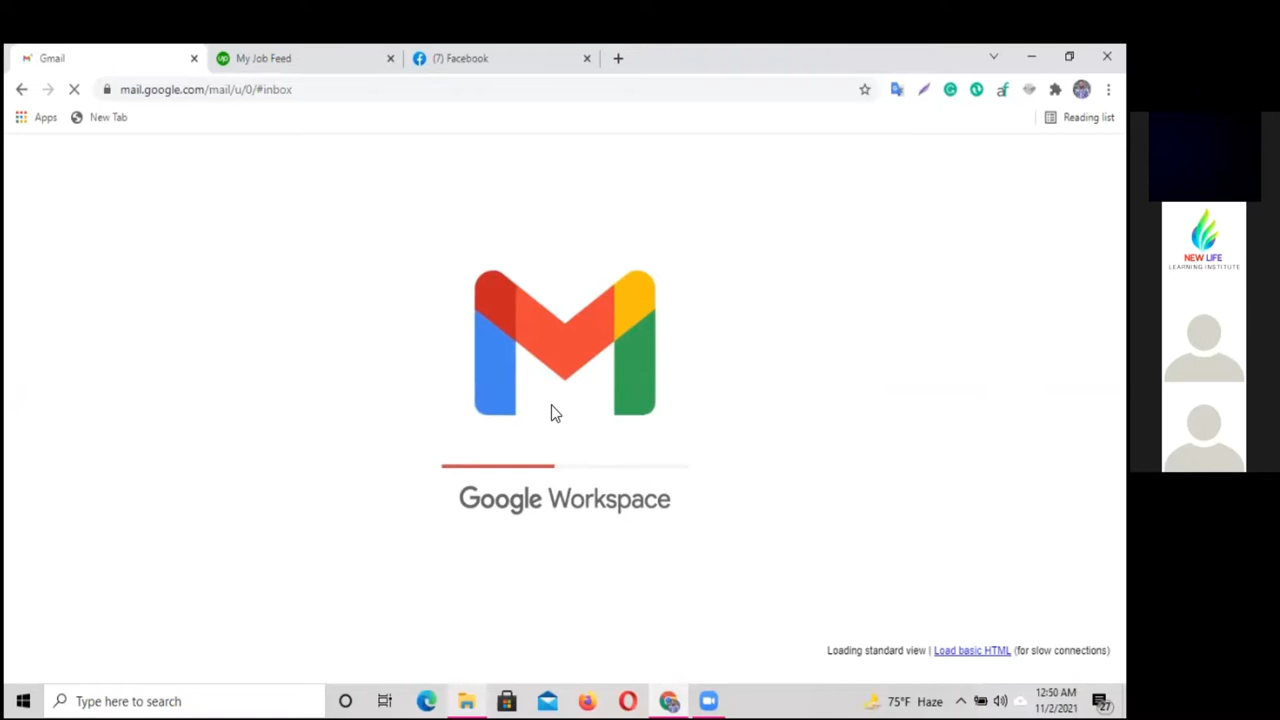 Gmail
My Job Feed
(7) Facebook
mail.google.com/mail/u/0/#inbox
Apps
New Tab
Reading list
NEW LIFE
LEARNING INSTITUTE
Google Workspace
Loading standard view | Load basic HTML (for slow connections)
Type here to search
75°F Haze
12:50 AM
11/2/2021
27